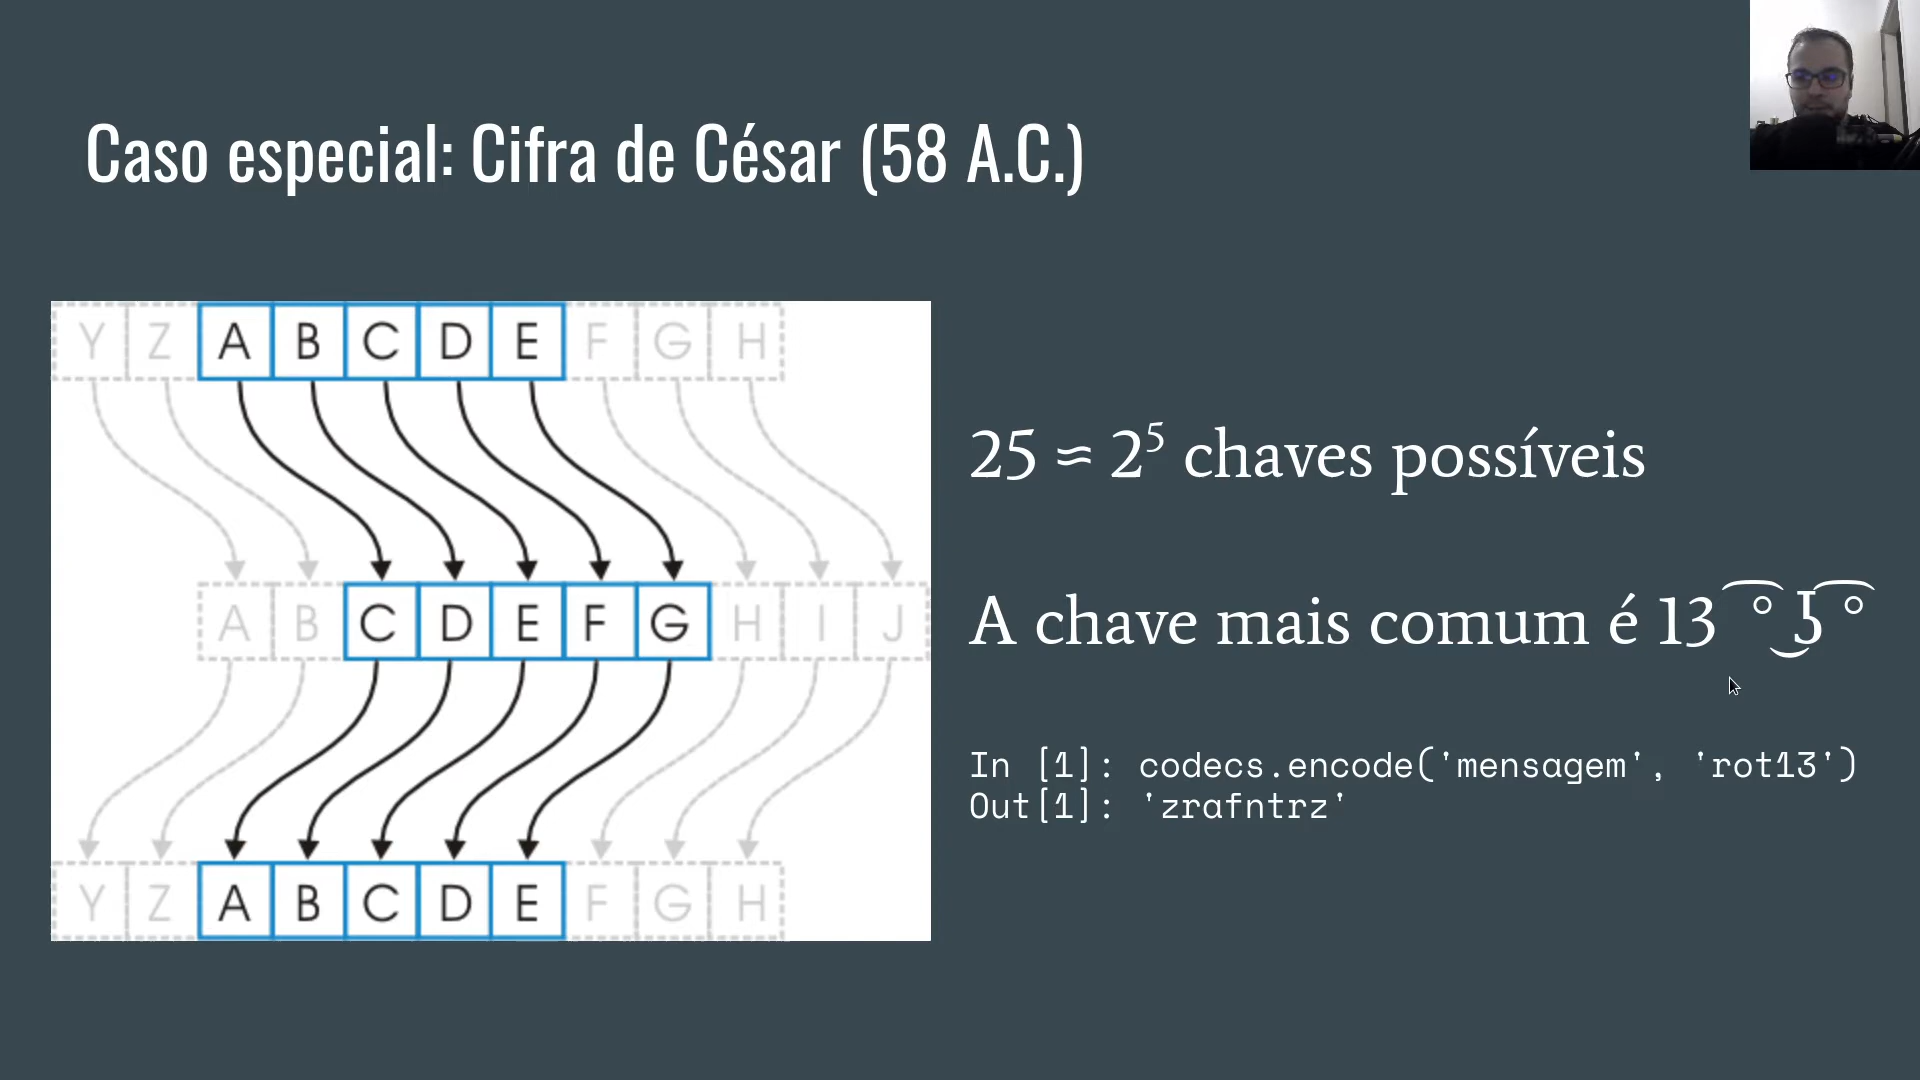 Caso especial: Cifra de César (58 A.C.)
Y Z A B C D E F G H
A B C D E F G H I J
Y Z A B C D E F G H
25 ≈ 2⁵ chaves possíveis
A chave mais comum é 13 ͡° ͜ʖ ͡°
In [1]: codecs.encode('mensagem', 'rot13')
Out[1]: 'zrafntrz'